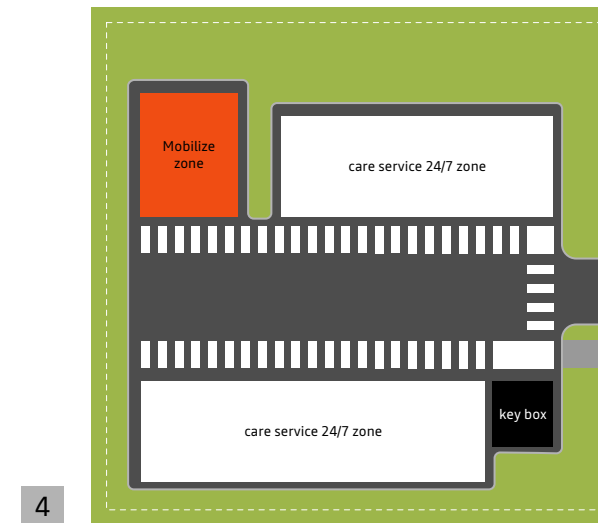 Mobilize
zone
care service 24/7 zone
care service 24/7 zone
key box
4